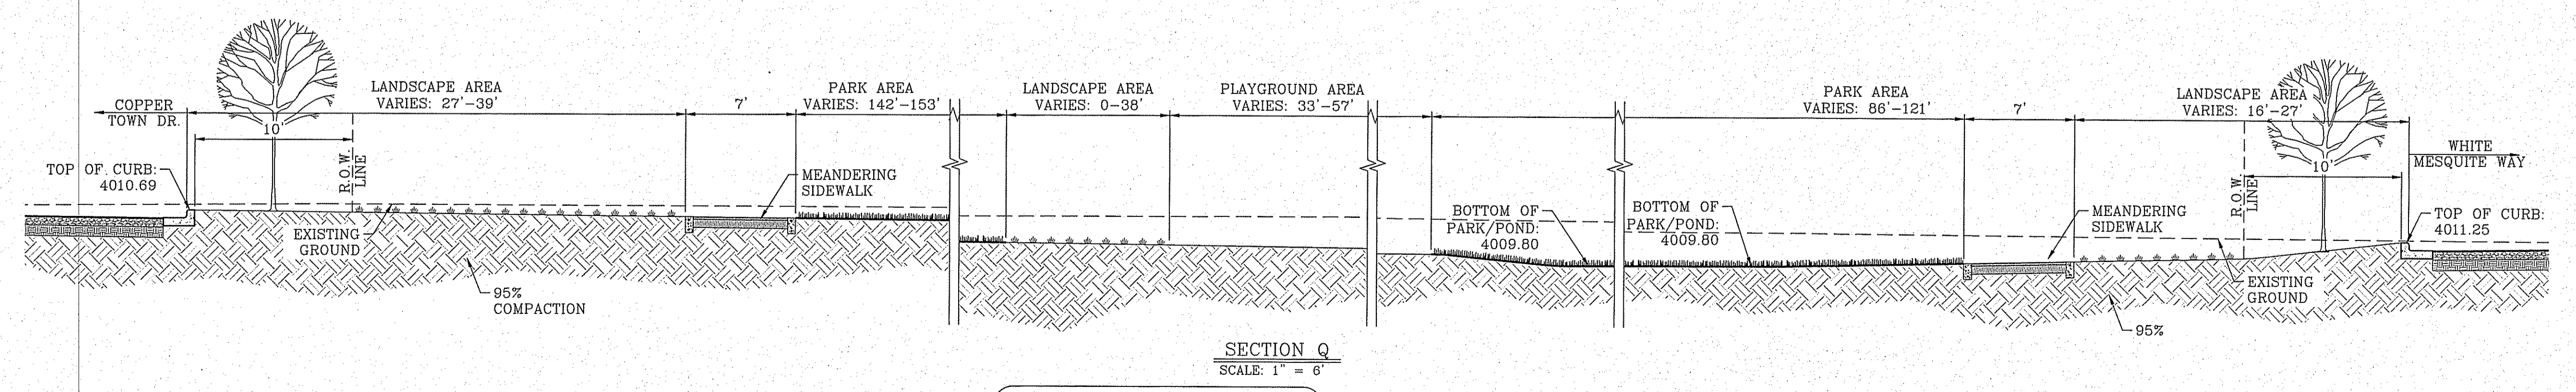 COPPER
TOWN DR.
LANDSCAPE AREA
VARIES: 27'-39'
7'
PARK AREA
VARIES: 142'-153'
LANDSCAPE AREA
VARIES: 0-38'
PLAYGROUND AREA
VARIES: 33'-57'
PARK AREA
VARIES: 86'-121'
7'
LANDSCAPE AREA
VARIES: 16'-27'
10'
R.O.W.
LINE
TOP OF CURB:
4010.69
MEANDERING
SIDEWALK
EXISTING
GROUND
95%
COMPACTION
BOTTOM OF
PARK/POND:
4009.80
BOTTOM OF
PARK/POND:
4009.80
MEANDERING
SIDEWALK
R.O.W.
LINE
10'
WHITE
MESQUITE WAY
TOP OF CURB:
4011.25
EXISTING
GROUND
95%
SECTION Q
SCALE: 1" = 6'